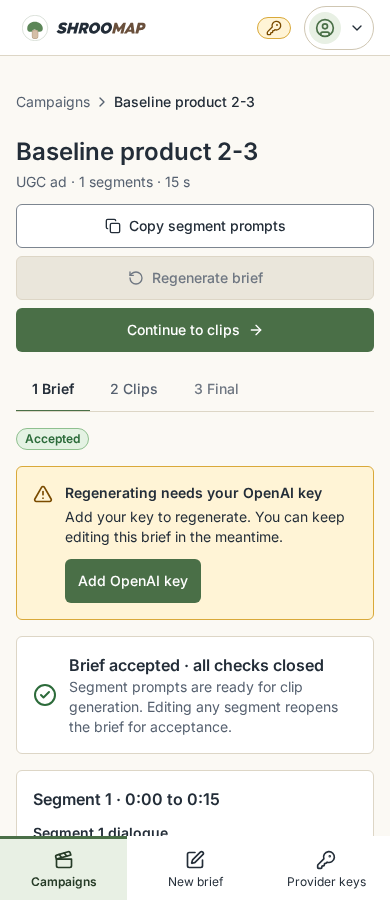 SHROOMAP
Campaigns > Baseline product 2-3
Baseline product 2-3
UGC ad · 1 segments · 15 s
Copy segment prompts
Regenerate brief
Continue to clips →
1 Brief 2 Clips 3 Final
Accepted
Regenerating needs your OpenAI key
Add your key to regenerate. You can keep
editing this brief in the meantime.
Add OpenAI key
Brief accepted · all checks closed
Segment prompts are ready for clip
generation. Editing any segment reopens
the brief for acceptance.
Segment 1 · 0:00 to 0:15
Segment 1 dialogue
Campaigns New brief Provider keys